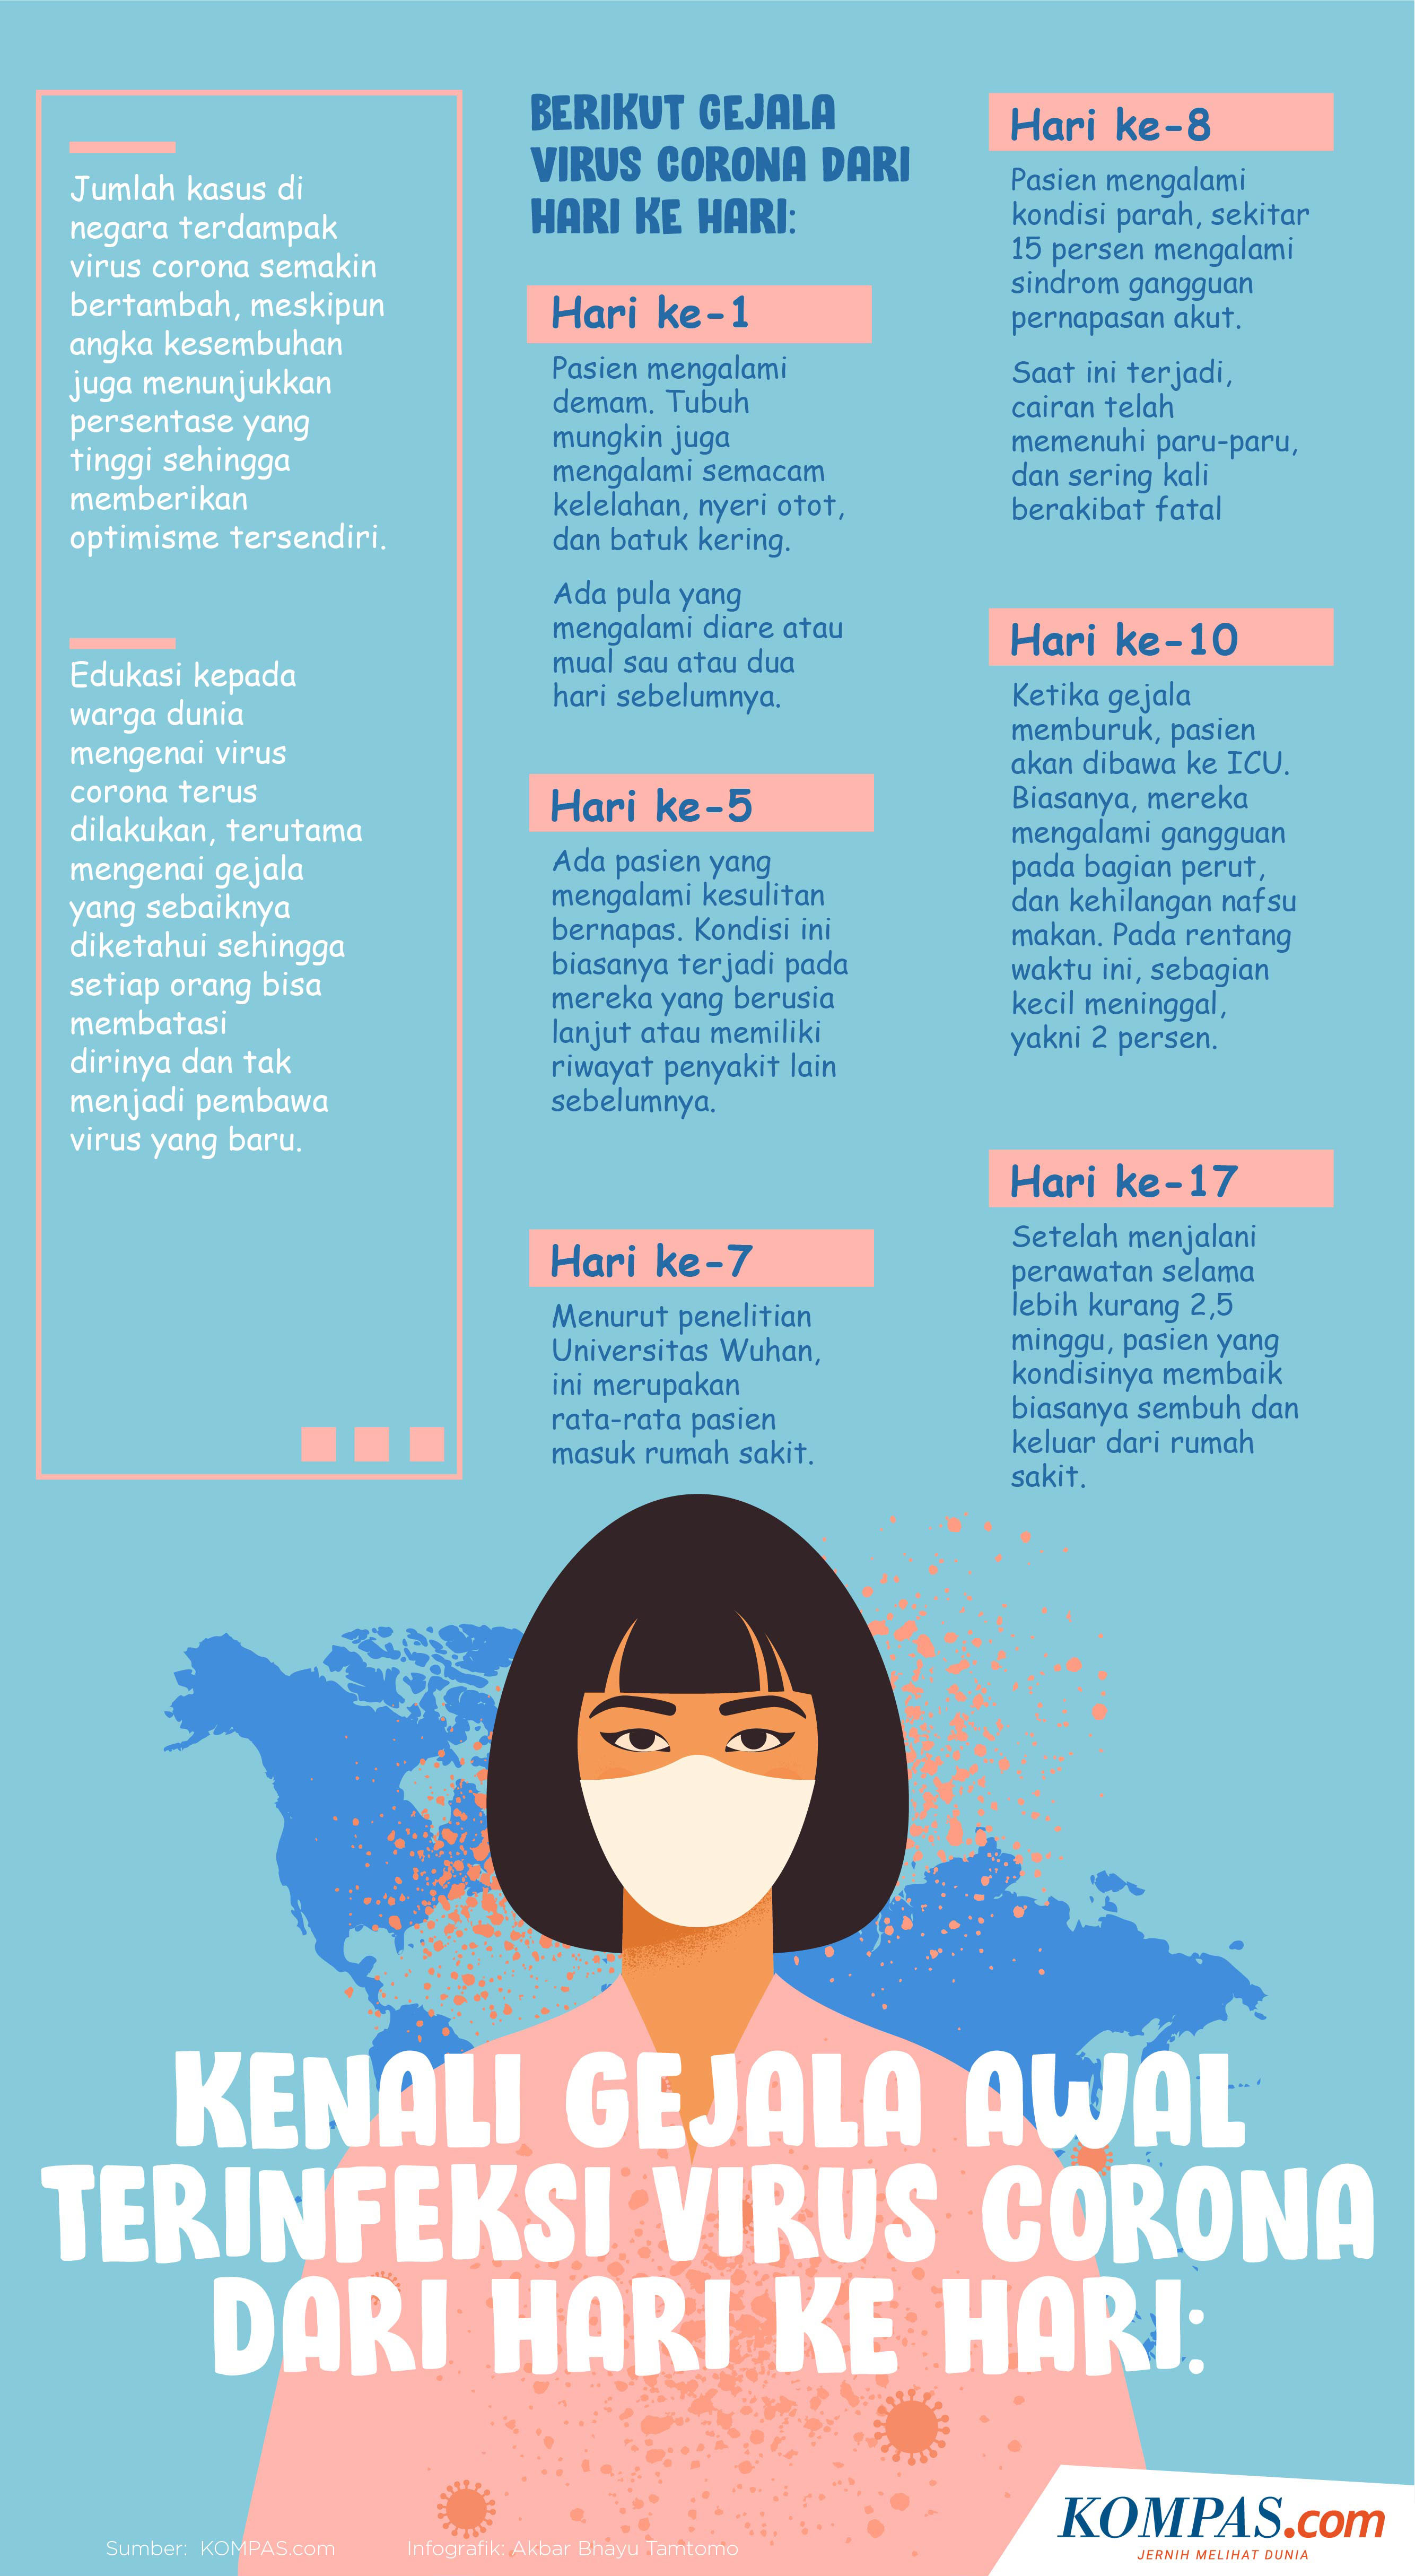 Jumlah kasus di
negara terdampak
virus corona semakin
bertambah, meskipun
angka kesembuhan
juga menunjukkan
persentase yang
tinggi sehingga
memberikan
optimisme tersendiri.
Edukasi kepada
warga dunia
mengenai virus
corona terus
dilakukan, terutama
mengenai gejala
yang sebaiknya
diketahui sehingga
setiap orang bisa
membatasi
dirinya dan tak
menjadi pembawa
virus yang baru.
BERIKUT GEJALA
VIRUS CORONA DARI
HARI KE HARI:
Hari ke-1
Pasien mengalami
demam. Tubuh
mungkin juga
mengalami semacam
kelelahan, nyeri otot,
dan batuk kering.
Ada pula yang
mengalami diare atau
mual sau atau dua
hari sebelumnya.
Hari ke-5
Ada pasien yang
mengalami kesulitan
bernapas. Kondisi ini
biasanya terjadi pada
mereka yang berusia
lanjut atau memiliki
riwayat penyakit lain
sebelumnya.
Hari ke-7
Menurut penelitian
Universitas Wuhan,
ini merupakan
rata-rata pasien
masuk rumah sakit.
Hari ke-8
Pasien mengalami
kondisi parah, sekitar
15 persen mengalami
sindrom gangguan
pernapasan akut.
Saat ini terjadi,
cairan telah
memenuhi paru-paru,
dan sering kali
berakibat fatal
Hari ke-10
Ketika gejala
memburuk, pasien
akan dibawa ke ICU.
Biasanya, mereka
mengalami gangguan
pada bagian perut,
dan kehilangan nafsu
makan. Pada rentang
waktu ini, sebagian
kecil meninggal,
yakni 2 persen.
Hari ke-17
Setelah menjalani
perawatan selama
lebih kurang 2,5
minggu, pasien yang
kondisinya membaik
biasanya sembuh dan
keluar dari rumah
sakit.
KENALI GEJALA AWAL
TERINFEKSI VIRUS CORONA
DARI HARI KE HARI:
Sumber: KOMPAS.com
Infografik: Akbar Bhayu Tamtomo
KOMPAS.com
JERNIH MELIHAT DUNIA